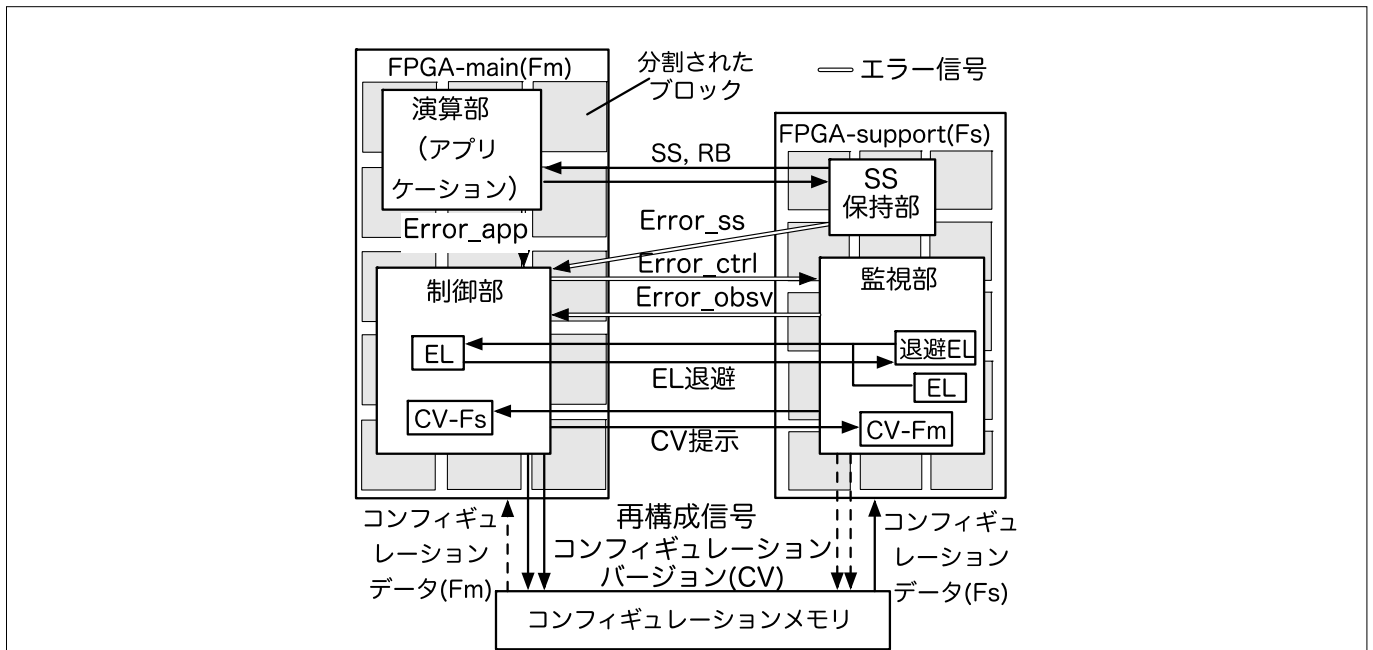 FPGA-main(Fm)
演算部
（アプリ
ケーション）
分割された
ブロック
エラー信号
FPGA-support(Fs)
SS, RB
SS
保持部
Error_app
Error_ss
Error_ctrl
Error_obsv
制御部
監視部
EL
退避EL
EL退避
EL
CV-Fs
CV-Fm
CV提示
コンフィギュ
レーション
データ(Fm)
再構成信号
コンフィギュレーション
バージョン(CV)
コンフィギュ
レーション
データ(Fs)
コンフィギュレーションメモリ